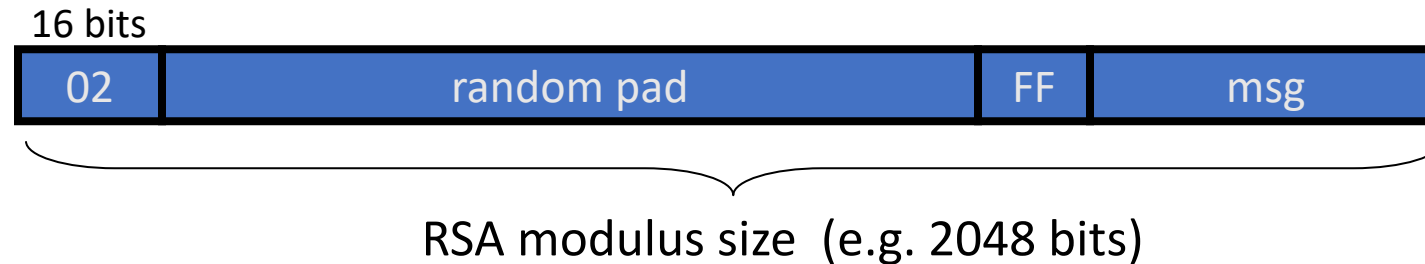 16 bits
02 random pad FF msg
RSA modulus size (e.g. 2048 bits)